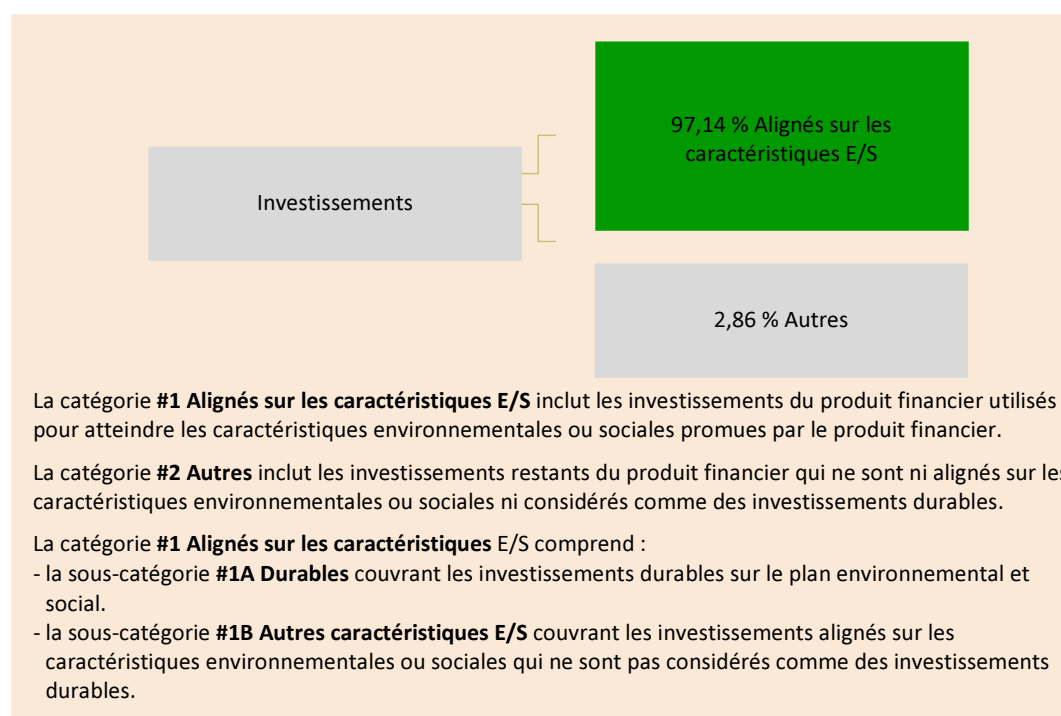 97,14 % Alignés sur les
caractéristiques E/S
Investissements
2,86 % Autres
La catégorie #1 Alignés sur les caractéristiques E/S inclut les investissements du produit financier utilisés
pour atteindre les caractéristiques environnementales ou sociales promues par le produit financier.
La catégorie #2 Autres inclut les investissements restants du produit financier qui ne sont ni alignés sur les
caractéristiques environnementales ou sociales ni considérés comme des investissements durables.
La catégorie #1 Alignés sur les caractéristiques E/S comprend :
- la sous-catégorie #1A Durables couvrant les investissements durables sur le plan environnemental et
social.
- la sous-catégorie #1B Autres caractéristiques E/S couvrant les investissements alignés sur les
caractéristiques environnementales ou sociales qui ne sont pas considérés comme des investissements
durables.